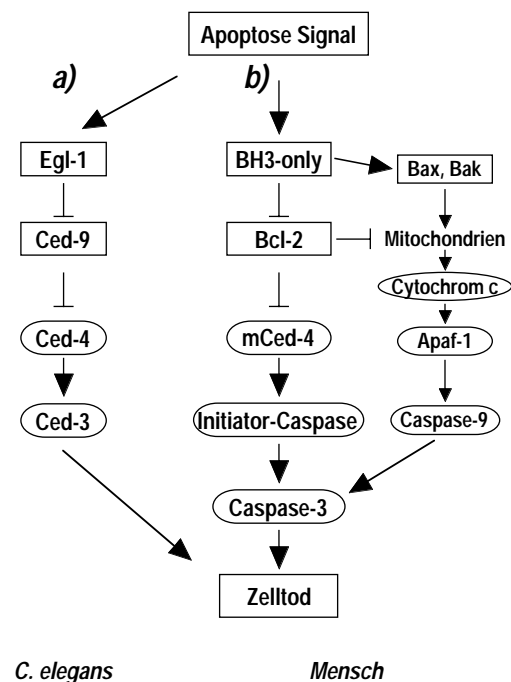 Apoptose Signal
a) b)
Egl-1 BH3-only Bax, Bak
Ced-9 Bcl-2 Mitochondrien
Cytochrom c
Ced-4 mCed-4 Apaf-1
Ced-3 Initiator-Caspase Caspase-9
Caspase-3
Zelltod
C. elegans Mensch